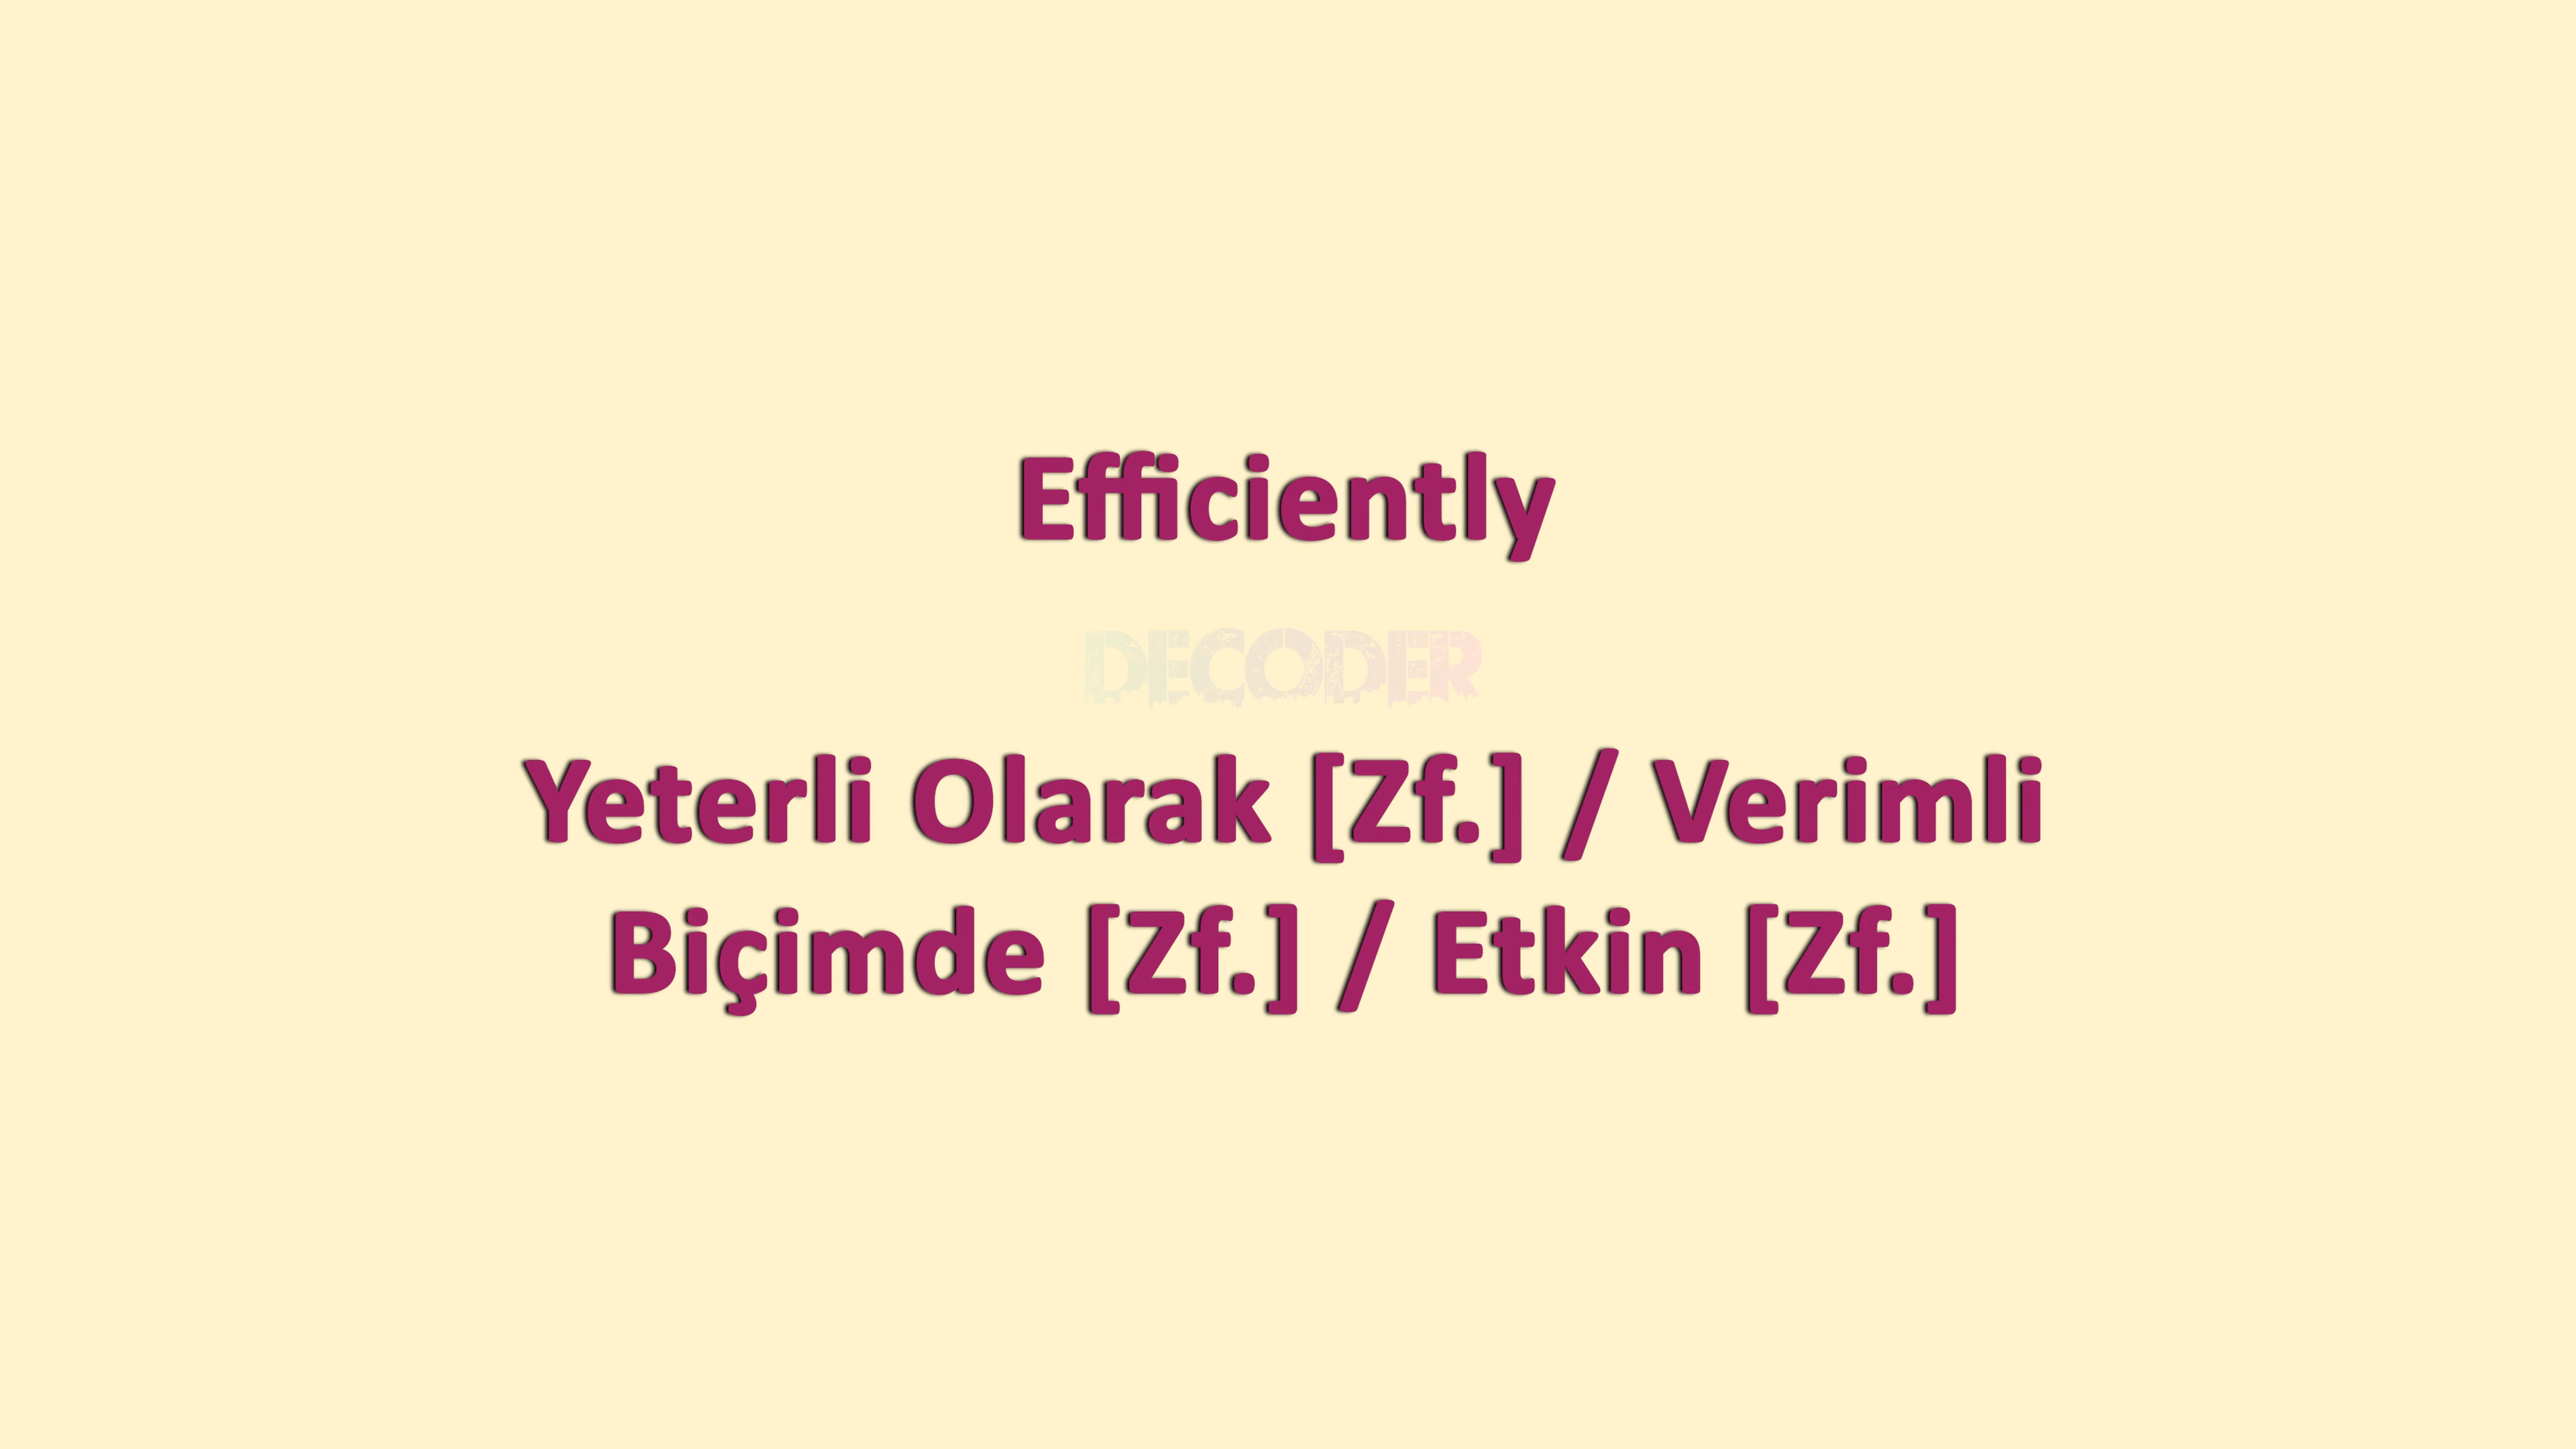 Efficiently
DECODER
Yeterli Olarak [Zf.] / Verimli
Biçimde [Zf.] / Etkin [Zf.]